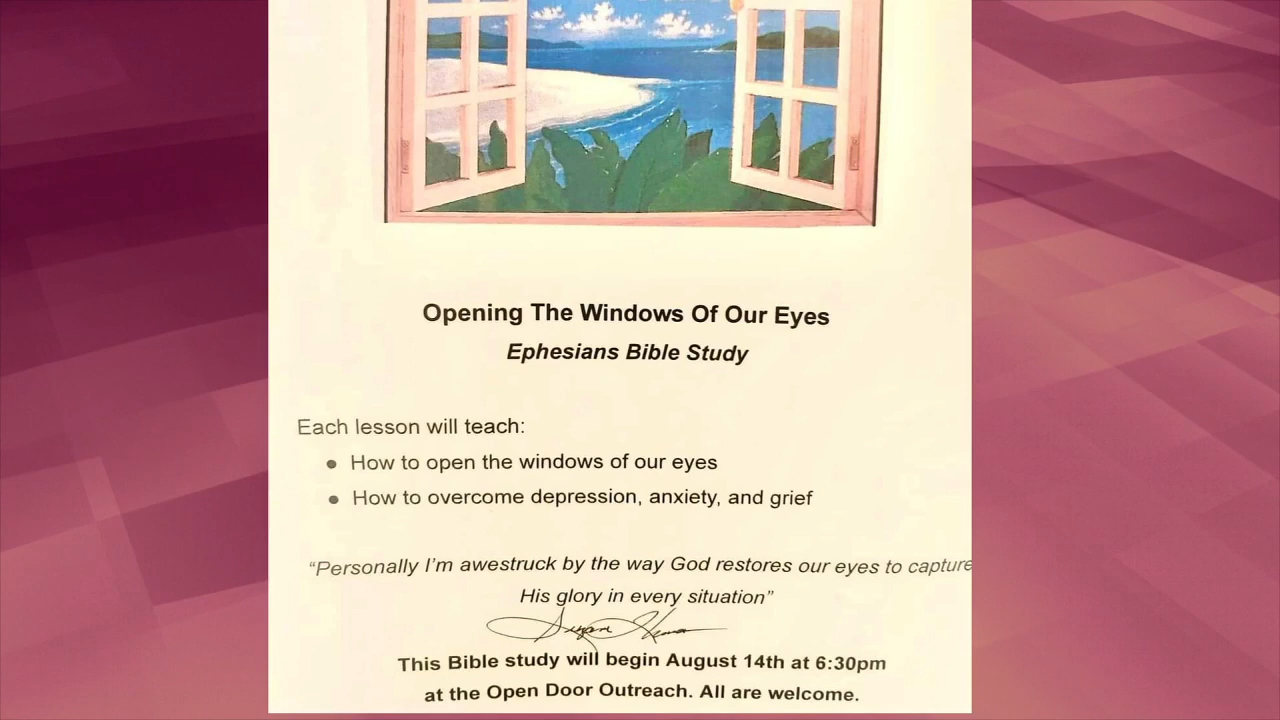 Opening The Windows Of Our Eyes
Ephesians Bible Study
Each lesson will teach:
● How to open the windows of our eyes
● How to overcome depression, anxiety, and grief
“Personally I’m awestruck by the way God restores our eyes to capture
His glory in every situation”
This Bible study will begin August 14th at 6:30pm
at the Open Door Outreach. All are welcome.